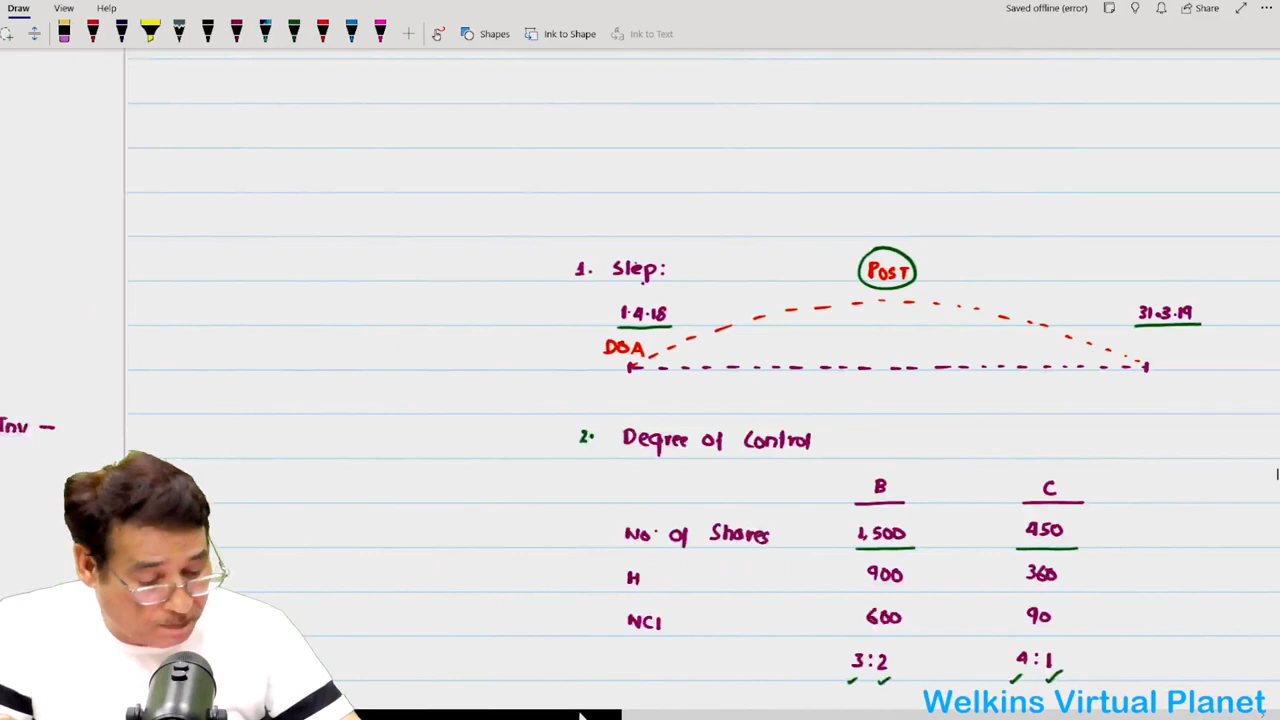 Draw View Help
Saved offline (error) Share
Shapes Ink to Shape Ink to Text
1. Step:
POST
1.4.18 31.3.19
DOA
Inv –
2. Degree of Control
B C
No. of Shares 1,500 450
H 900 360
NCI 600 90
3:2 4:1
Welkins Virtual Planet